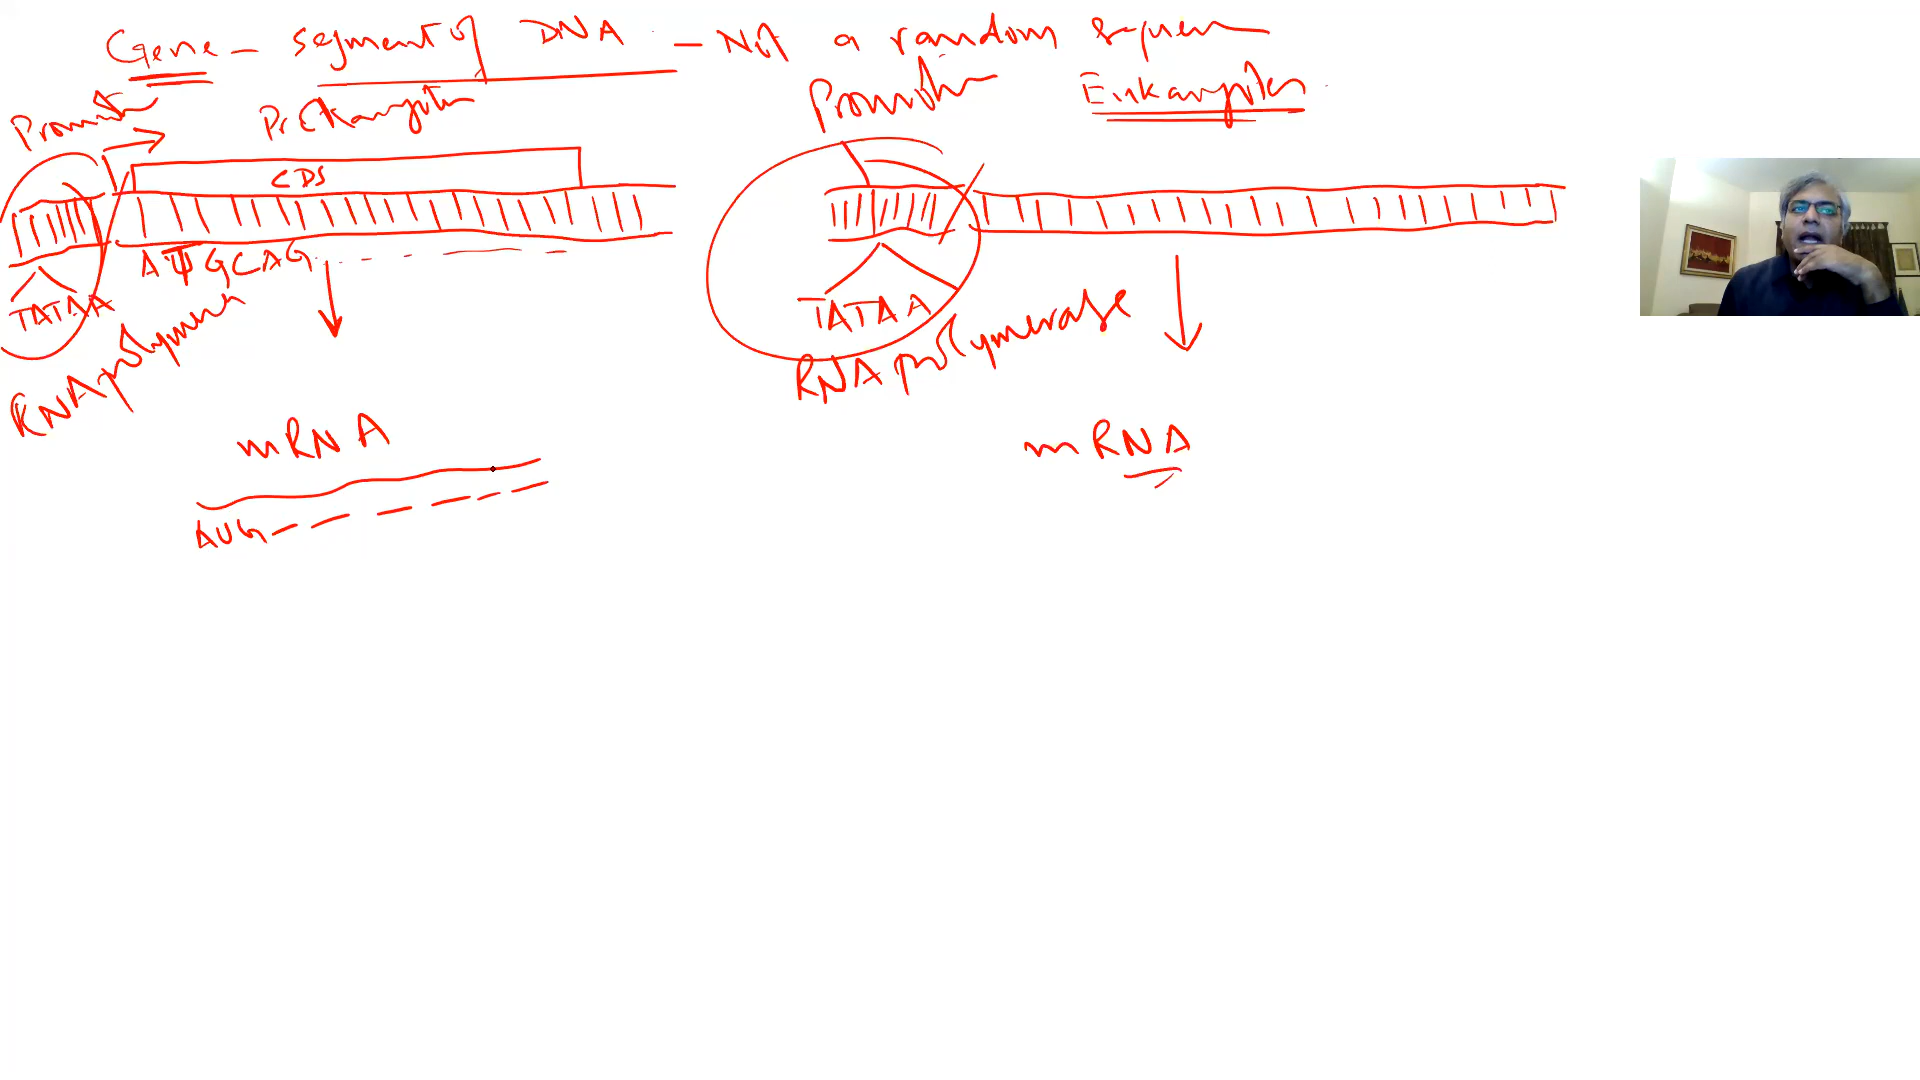 Gene - segment of DNA - Not a random sequen
Promoter
Prokaryotes
Promoter
Eukaryotes
CDS
ATGCAG
TATAA
RNA polymerase
TATAA
RNA polymerase
mRNA
AUG
mRNA